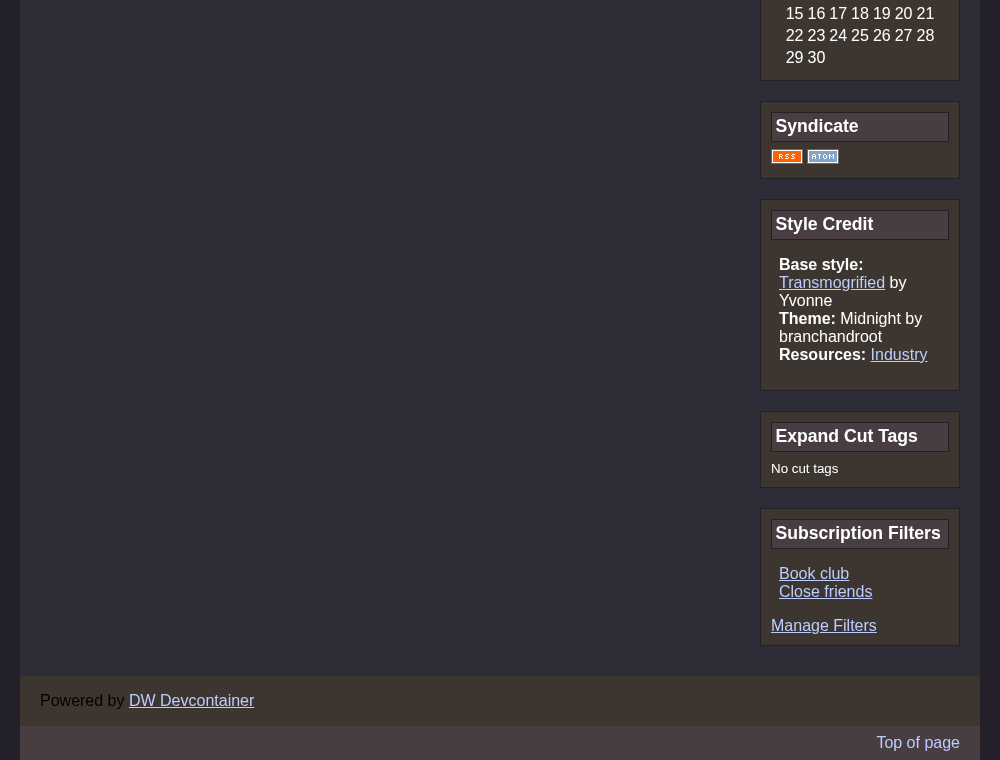 15 16 17 18 19 20 21
22 23 24 25 26 27 28
29 30
Syndicate
RSS ATOM
Style Credit
Base style:
Transmogrified by
Yvonne
Theme: Midnight by
branchandroot
Resources: Industry
Expand Cut Tags
No cut tags
Subscription Filters
Book club
Close friends
Manage Filters
Powered by DW Devcontainer
Top of page